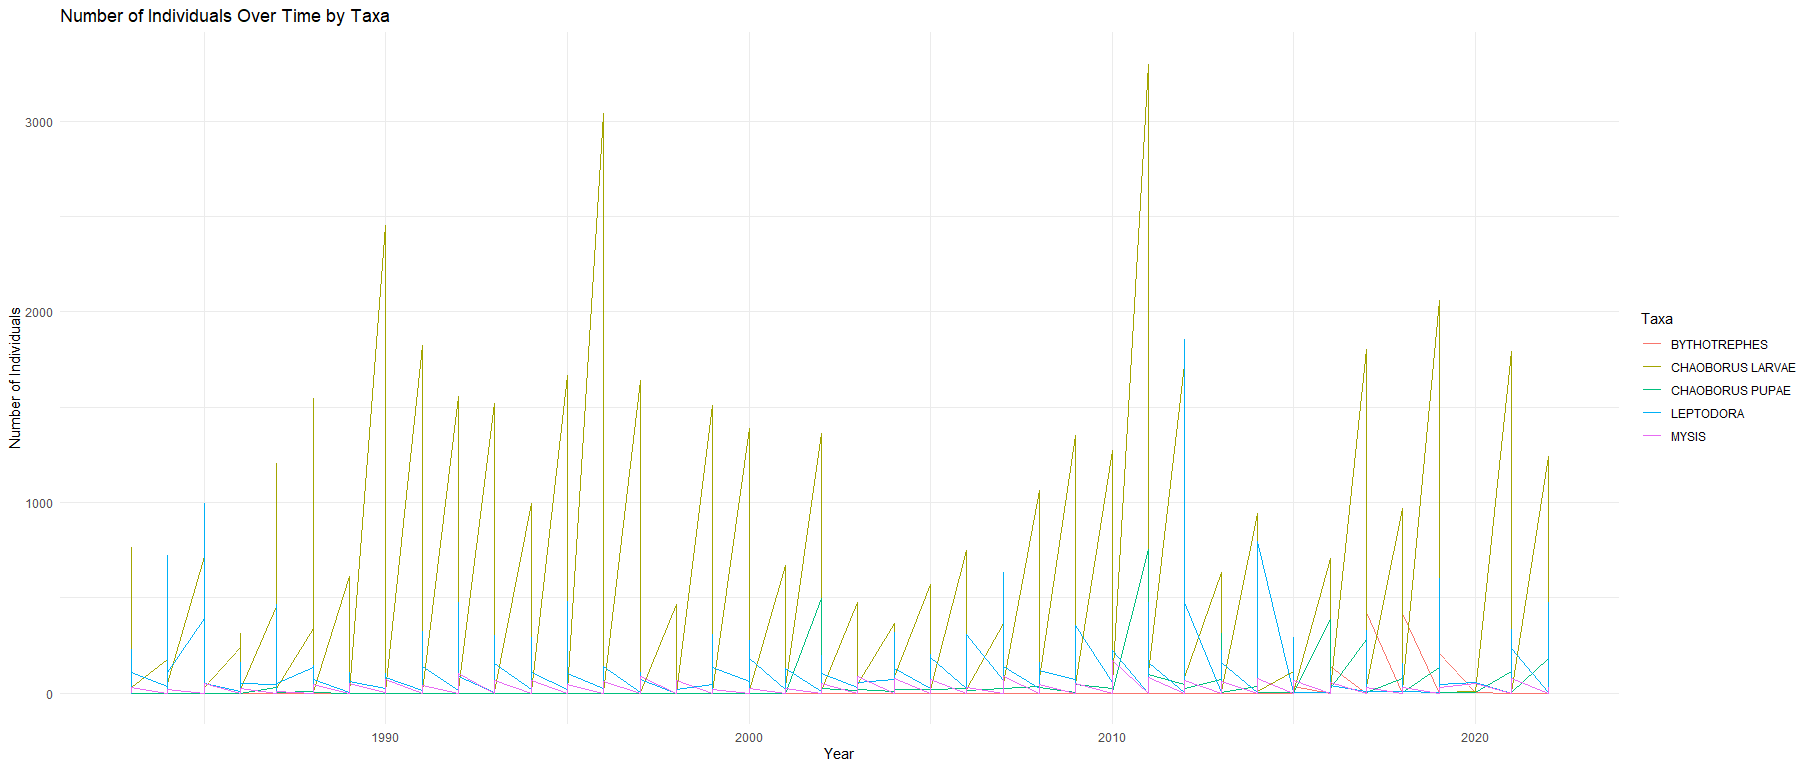 Number of Individuals Over Time by Taxa
Number of Individuals
3000
2000
1000
0
1990
2000
2010
2020
Year
Taxa
BYTHOTREPHES
CHAOBORUS LARVAE
CHAOBORUS PUPAE
LEPTODORA
MYSIS